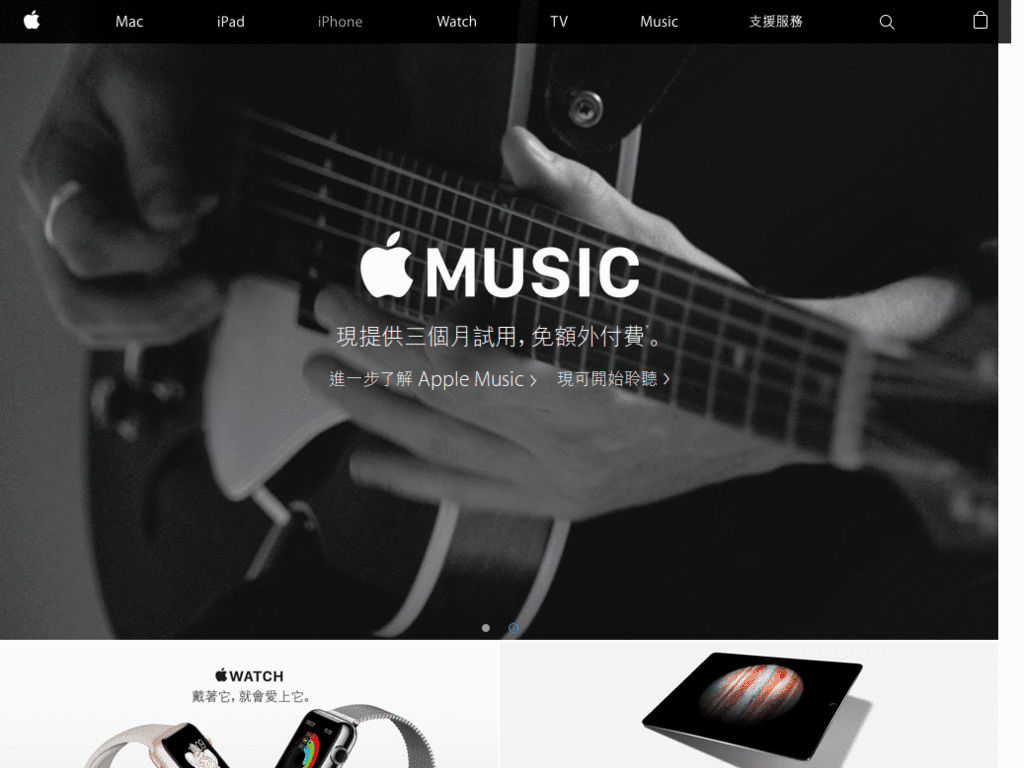 Mac iPad iPhone Watch TV Music 支援服務
MUSIC
現提供三個月試用，免額外付費*。
進一步了解 Apple Music › 現可開始聆聽 ›
WATCH
戴著它，就會愛上它。